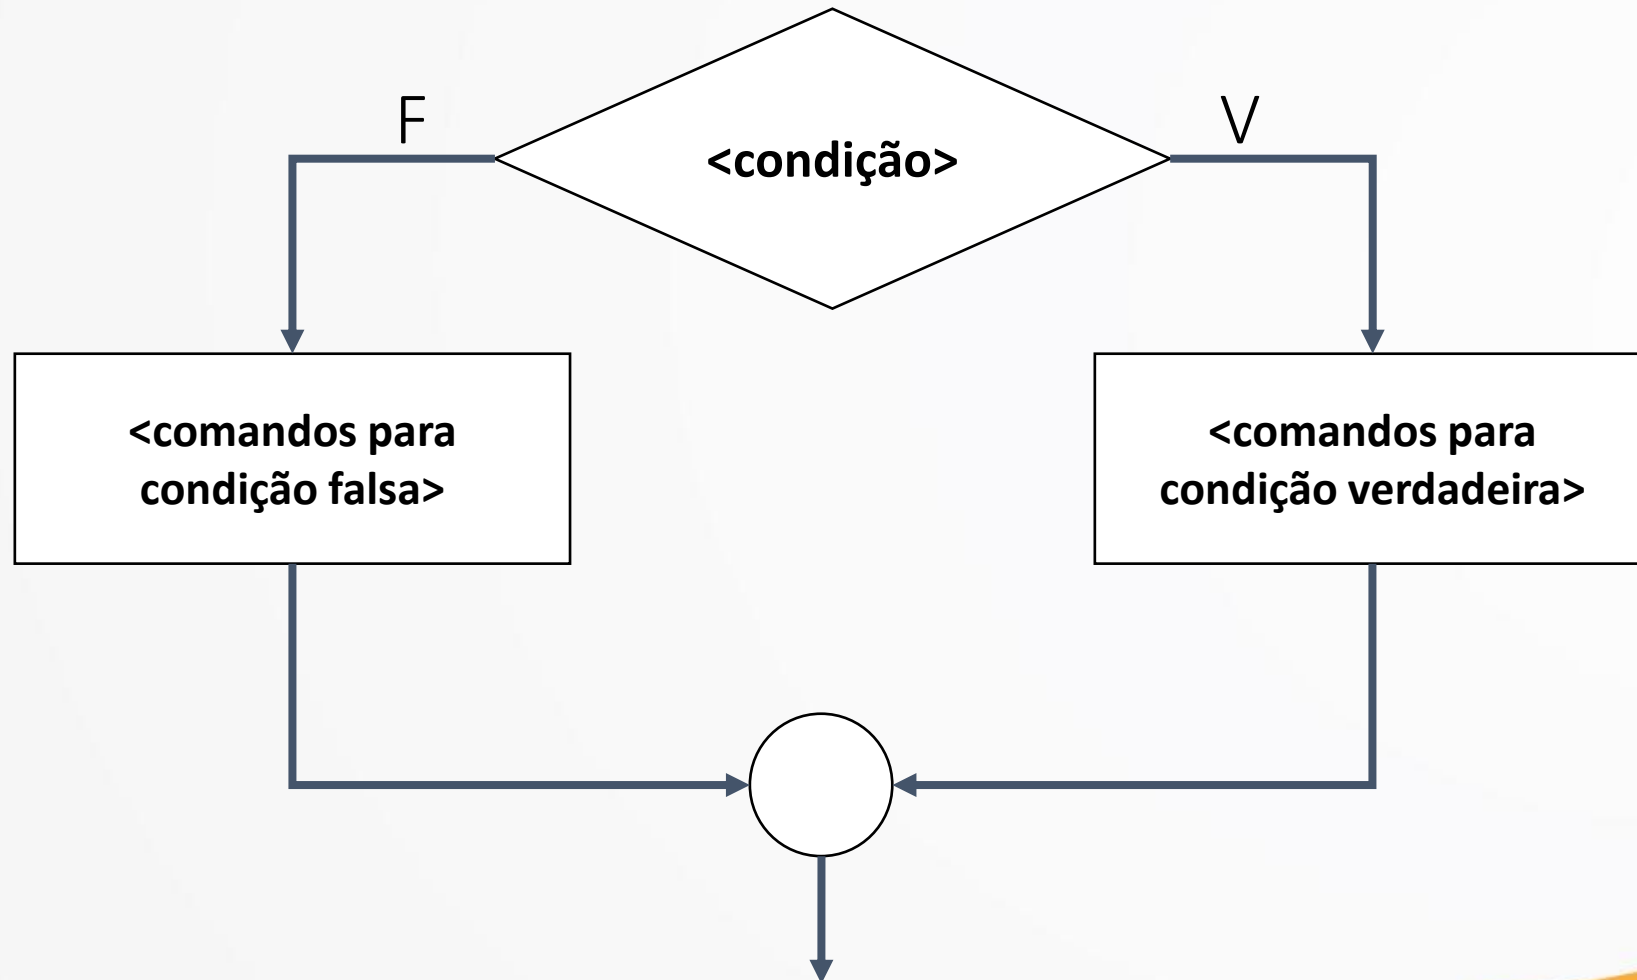 F
V
<condição>
<comandos para
condição falsa>
<comandos para
condição verdadeira>